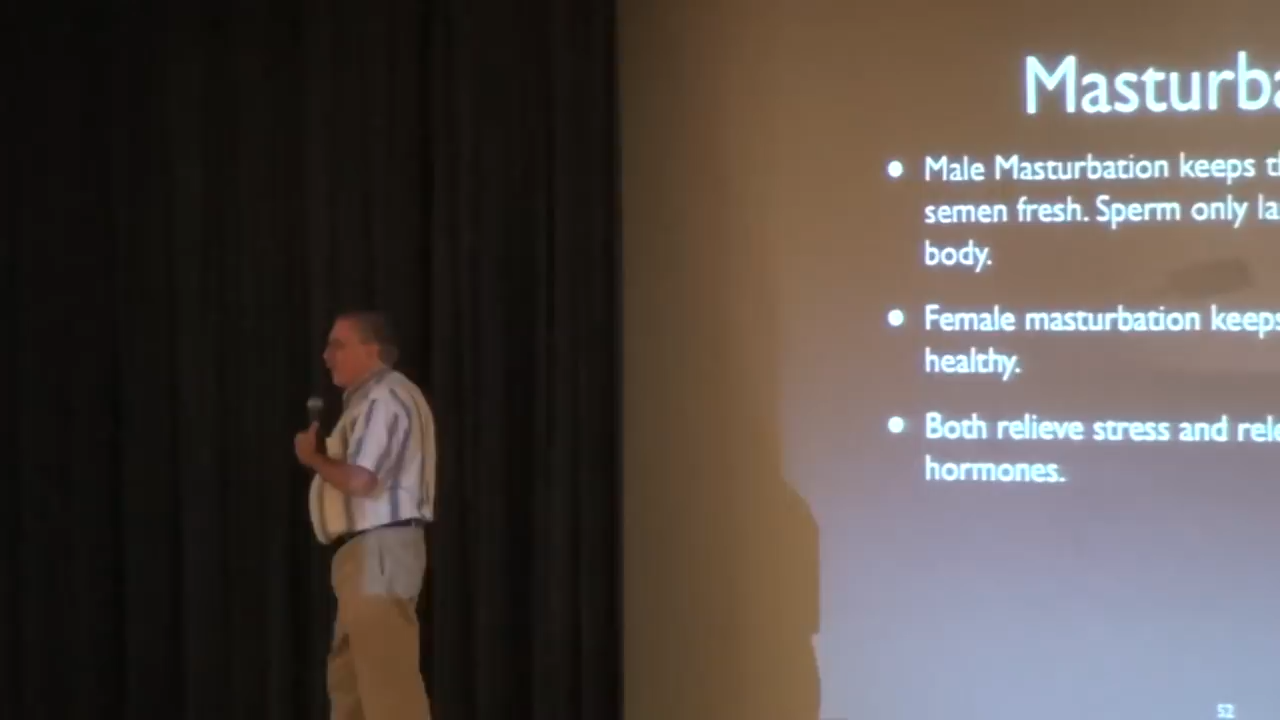 Masturba
• Male Masturbation keeps t
semen fresh. Sperm only la
body.
• Female masturbation keeps
healthy.
• Both relieve stress and rele
hormones.
52